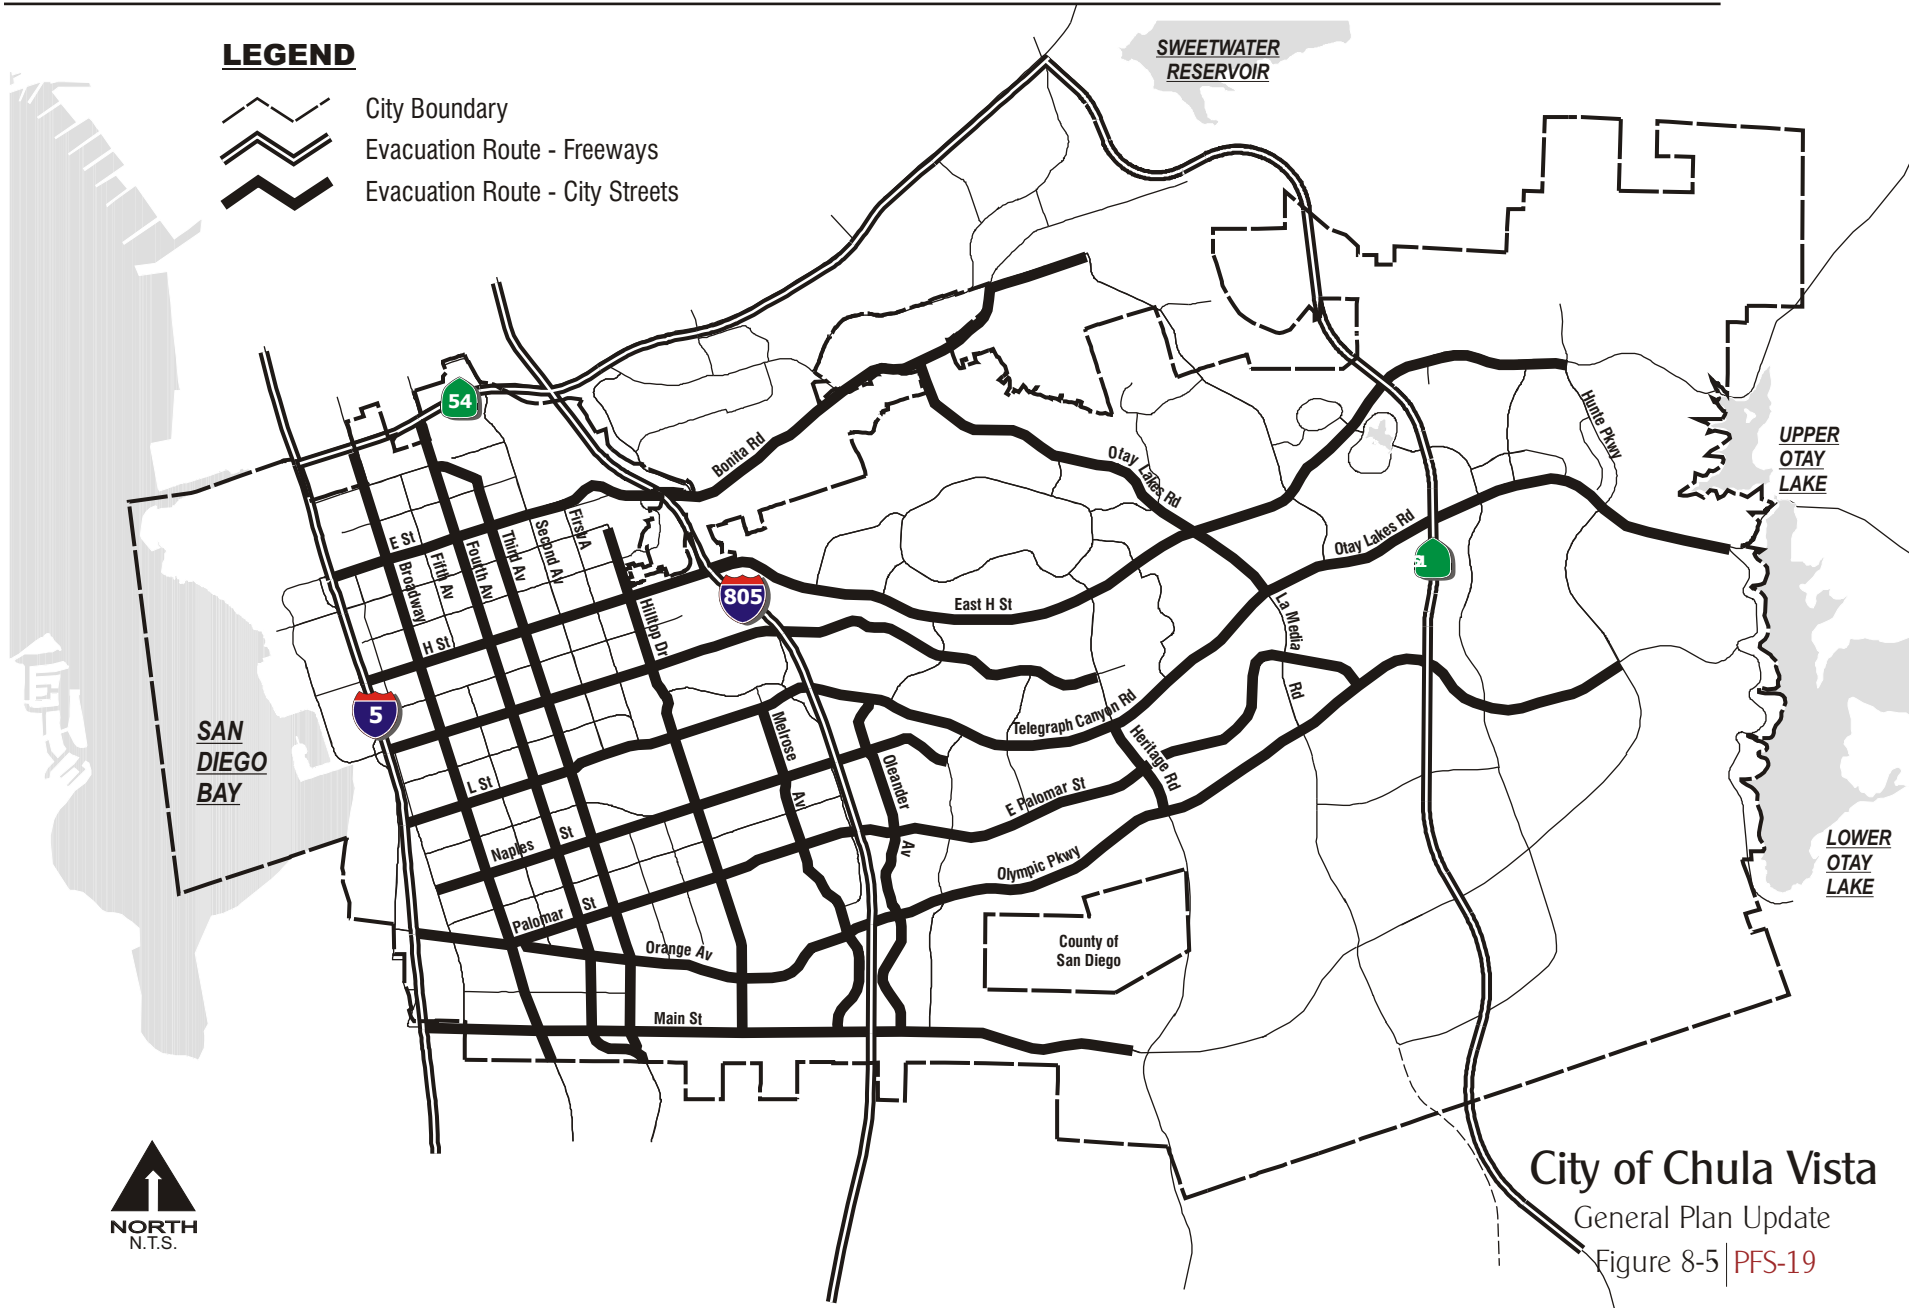 LEGEND
City Boundary
Evacuation Route - Freeways
Evacuation Route - City Streets
SWEETWATER
RESERVOIR
54
Bonita Rd
Otay Lakes Rd
Hunte Pkwy
UPPER
OTAY
LAKE
E St
Broadway
Fifth Av
Fourth Av
Third Av
Second Av
First A
Hilltop Dr
H St
805
East H St
Otay Lakes Rd
La Media
Rd
5
SAN
DIEGO
BAY
L St
Melrose
Av
Oleander
Av
Telegraph Canyon Rd
Heritage Rd
E Palomar St
Naples St
Olympic Pkwy
Palomar St
Orange Av
County of
San Diego
Main St
LOWER
OTAY
LAKE
NORTH
N.T.S.
City of Chula Vista
General Plan Update
Figure 8-5 | PFS-19